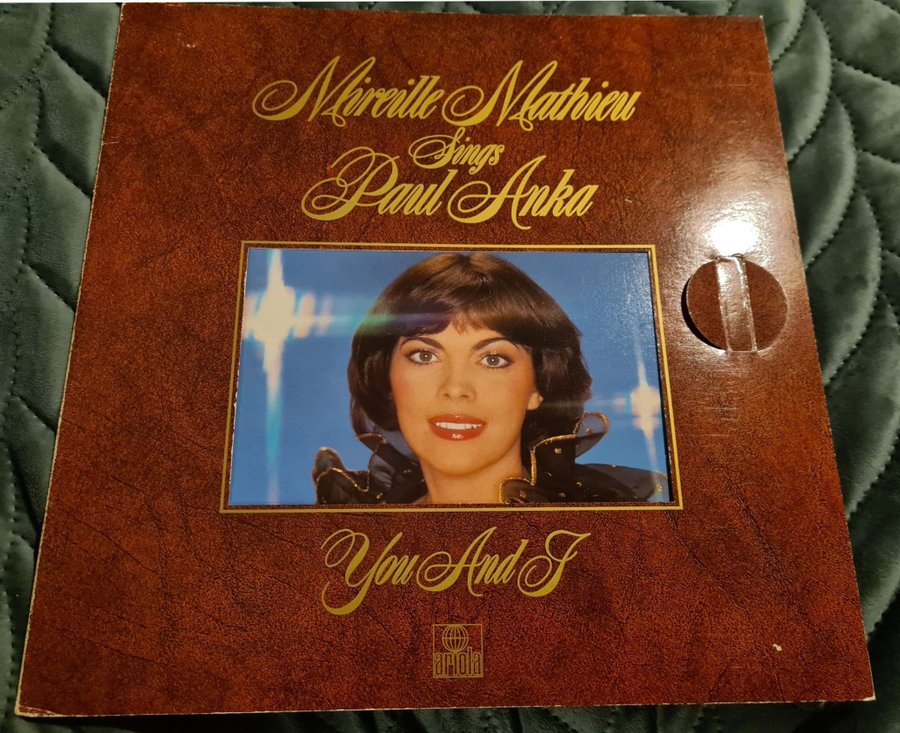 Mireille Mathieu
Sings
Paul Anka
You And I
ariola